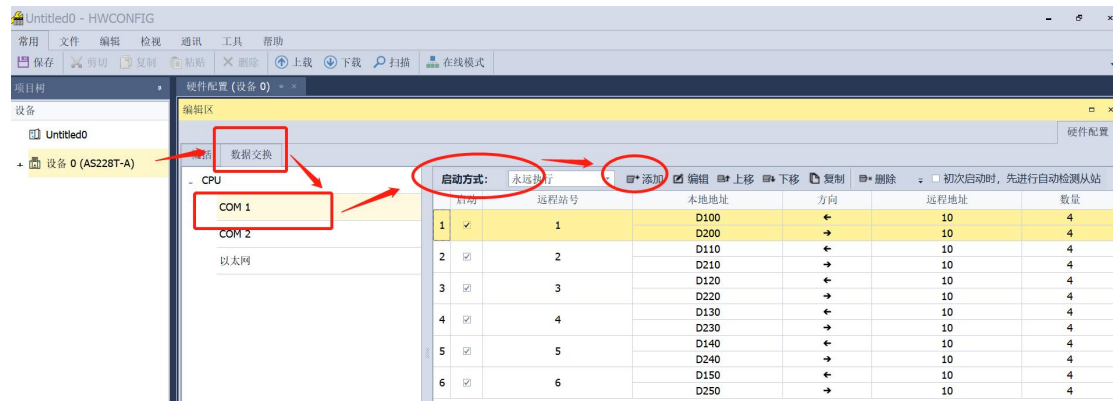 Untitled0 - HWCONFIG
常用 文件 编辑 检视 通讯 工具 帮助
保存 剪切 复制 粘贴 删除 上载 下载 扫描 在线模式
项目树 硬件配置 (设备 0)
设备 编辑区
Untitled0 硬件配置
设备 0 (AS228T-A) 数据交换
CPU 启动方式： 永远执行 添加 编辑 上移 下移 复制 删除 初次启动时，先进行自动检测从站
COM 1 启动 远程站号 本地地址 方向 远程地址 数量
COM 2
以太网
1 1 D100 ← 10 4
D200 → 10 4
2 2 D110 ← 10 4
D210 → 10 4
3 3 D120 ← 10 4
D220 → 10 4
4 4 D130 ← 10 4
D230 → 10 4
5 5 D140 ← 10 4
D240 → 10 4
6 6 D150 ← 10 4
D250 → 10 4